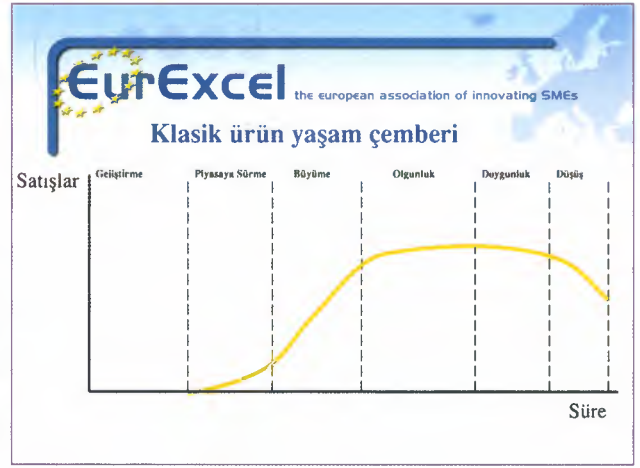 EurExcel the european association of innovating SMEs
Klasik ürün yaşam çemberi
Satışlar
Geliştirme Piyasaya Sürme Büyüme Olgunluk Doygunluk Düşüş
Süre